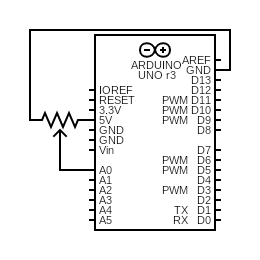 ARDUINO
UNO r3
AREF
GND
D13
IOREF D12
RESET PWM D11
3.3V PWM D10
5V PWM D9
GND D8
GND
Vin D7
PWM D6
A0 PWM D5
A1 D4
A2 PWM D3
A3 D2
A4 TX D1
A5 RX D0